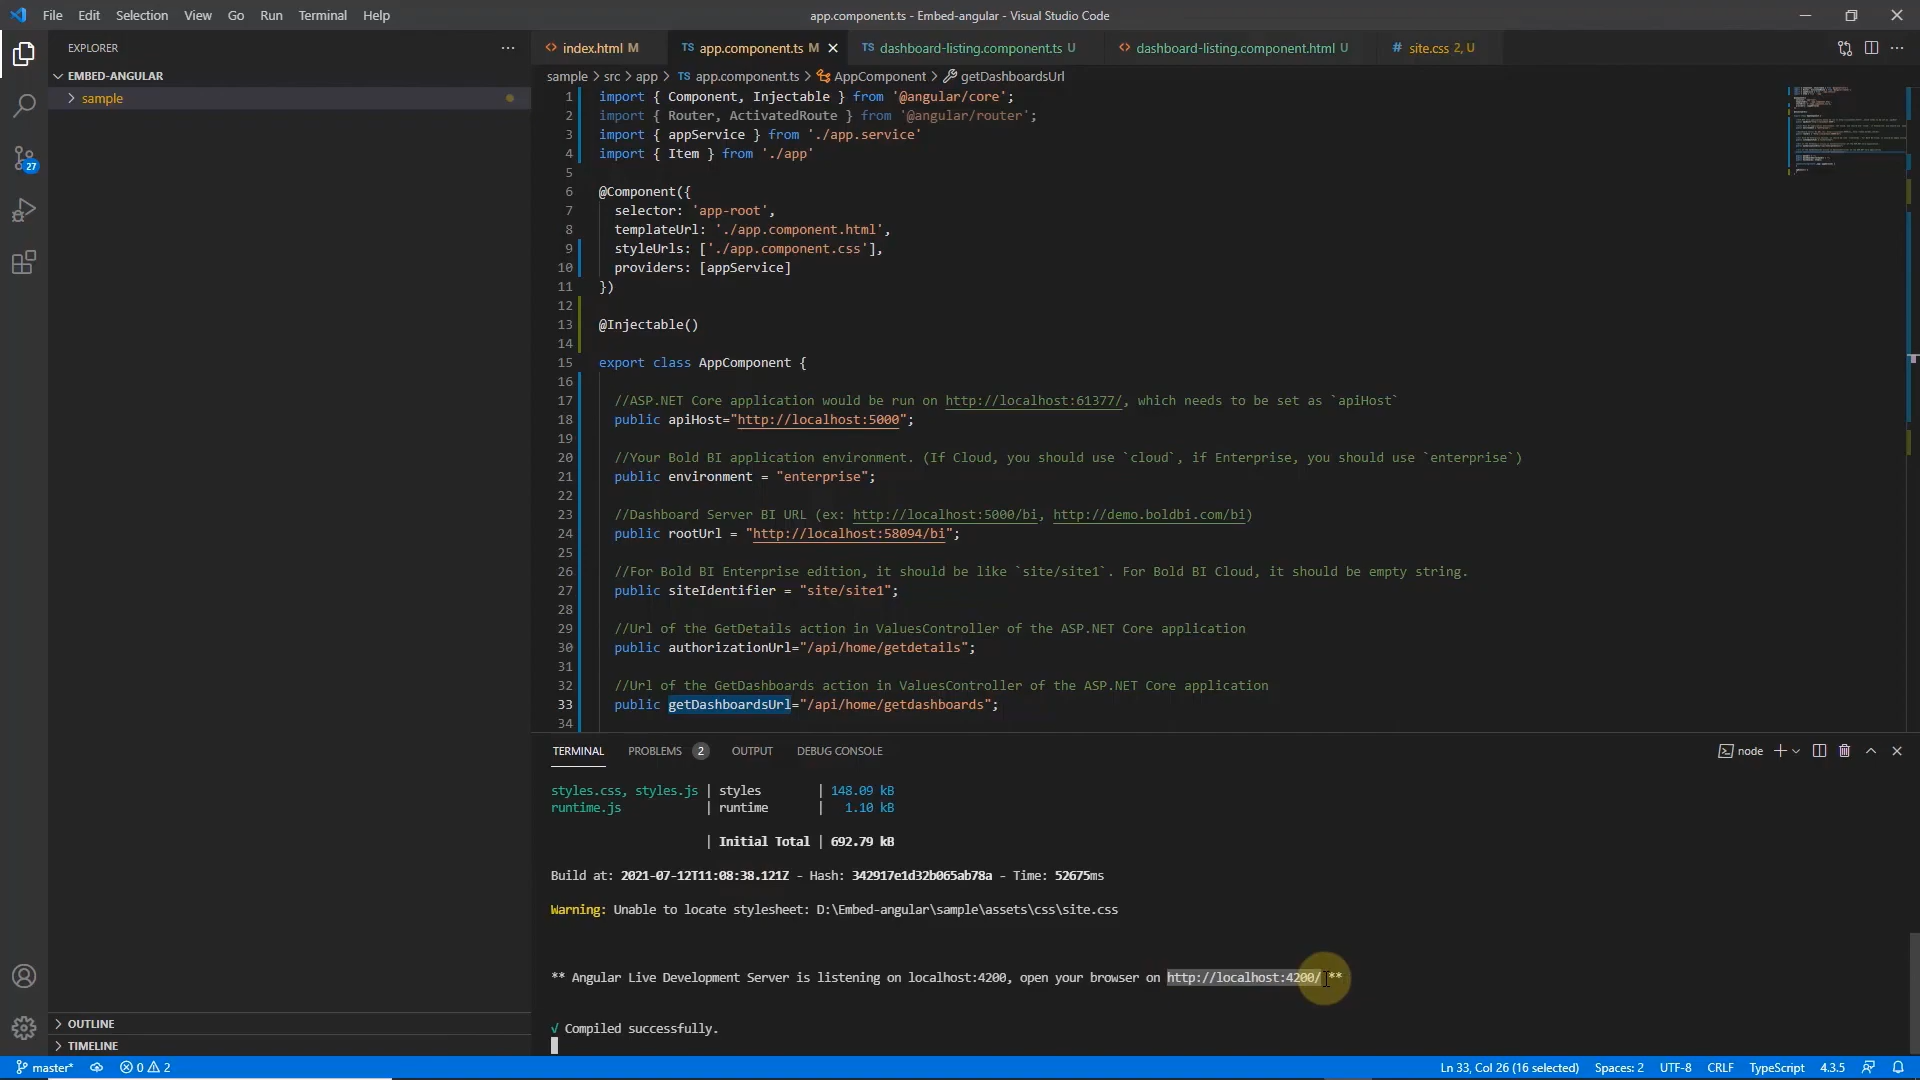 File Edit Selection View Go Run Terminal Help
app.component.ts - Embed-angular - Visual Studio Code
EXPLORER
EMBED-ANGULAR
sample
27
index.html M
TS app.component.ts M
TS dashboard-listing.component.ts U
dashboard-listing.component.html U
# site.css 2, U
sample > src > app > TS app.component.ts > AppComponent > getDashboardsUrl
1 import { Component, Injectable } from '@angular/core';
2 import { Router, ActivatedRoute } from '@angular/router';
3 import { appService } from './app.service'
4 import { Item } from './app'
5
6 @Component({
7 selector: 'app-root',
8 templateUrl: './app.component.html',
9 styleUrls: ['./app.component.css'],
10 providers: [appService]
11 })
12
13 @Injectable()
14
15 export class AppComponent {
16
17 //ASP.NET Core application would be run on http://localhost:61377/, which needs to be set as `apiHost`
18 public apiHost="http://localhost:5000";
19
20 //Your Bold BI application environment. (If Cloud, you should use `cloud`, if Enterprise, you should use `enterprise`)
21 public environment = "enterprise";
22
23 //Dashboard Server BI URL (ex: http://localhost:5000/bi, http://demo.boldbi.com/bi)
24 public rootUrl = "http://localhost:58094/bi";
25
26 //For Bold BI Enterprise edition, it should be like `site/site1`. For Bold BI Cloud, it should be empty string.
27 public siteIdentifier = "site/site1";
28
29 //Url of the GetDetails action in ValuesController of the ASP.NET Core application
30 public authorizationUrl="/api/home/getdetails";
31
32 //Url of the GetDashboards action in ValuesController of the ASP.NET Core application
33 public getDashboardsUrl="/api/home/getdashboards";
34
TERMINAL PROBLEMS 2 OUTPUT DEBUG CONSOLE
node
styles.css, styles.js | styles | 148.09 kB
runtime.js | runtime | 1.10 kB
| Initial Total | 692.79 kB
Build at: 2021-07-12T11:08:38.121Z - Hash: 342917e1d32b065ab78a - Time: 52675ms
Warning: Unable to locate stylesheet: D:\Embed-angular\sample\assets\css\site.css
** Angular Live Development Server is listening on localhost:4200, open your browser on http://localhost:4200/ **
√ Compiled successfully.
OUTLINE
TIMELINE
master* 0 2
Ln 33, Col 26 (16 selected) Spaces: 2 UTF-8 CRLF TypeScript 4.3.5